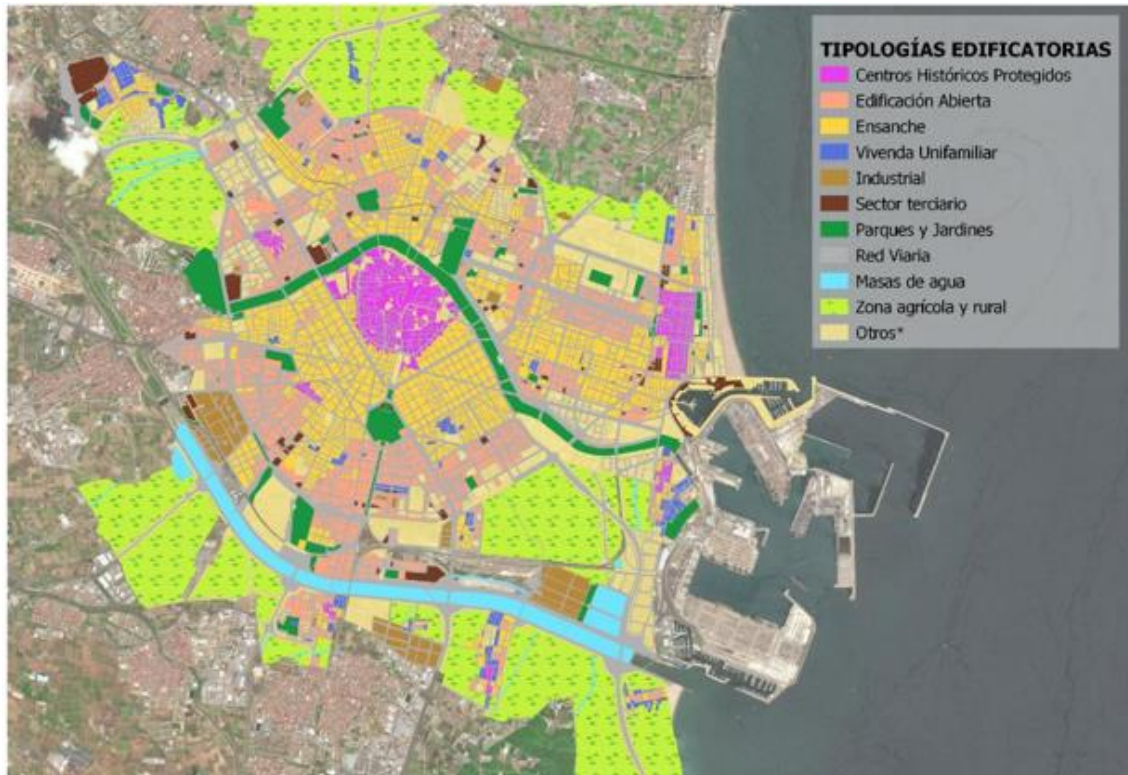 TIPOLOGÍAS EDIFICATORIAS
Centros Históricos Protegidos
Edificación Abierta
Ensanche
Vivenda Unifamiliar
Industrial
Sector terciario
Parques y Jardines
Red Viaria
Masas de agua
Zona agrícola y rural
Otros*